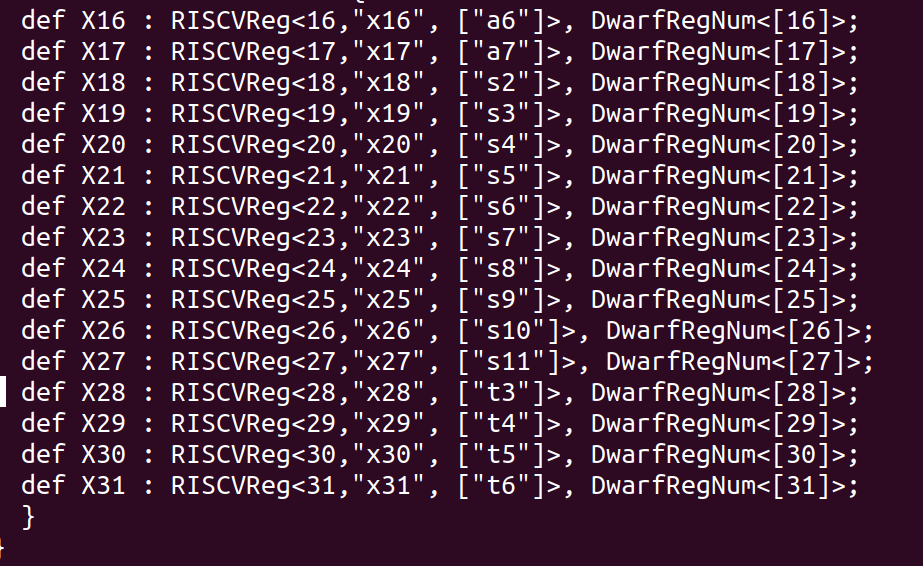 def X16 : RISCVReg<16,"x16", ["a6"]>, DwarfRegNum<[16]>;
def X17 : RISCVReg<17,"x17", ["a7"]>, DwarfRegNum<[17]>;
def X18 : RISCVReg<18,"x18", ["s2"]>, DwarfRegNum<[18]>;
def X19 : RISCVReg<19,"x19", ["s3"]>, DwarfRegNum<[19]>;
def X20 : RISCVReg<20,"x20", ["s4"]>, DwarfRegNum<[20]>;
def X21 : RISCVReg<21,"x21", ["s5"]>, DwarfRegNum<[21]>;
def X22 : RISCVReg<22,"x22", ["s6"]>, DwarfRegNum<[22]>;
def X23 : RISCVReg<23,"x23", ["s7"]>, DwarfRegNum<[23]>;
def X24 : RISCVReg<24,"x24", ["s8"]>, DwarfRegNum<[24]>;
def X25 : RISCVReg<25,"x25", ["s9"]>, DwarfRegNum<[25]>;
def X26 : RISCVReg<26,"x26", ["s10"]>, DwarfRegNum<[26]>;
def X27 : RISCVReg<27,"x27", ["s11"]>, DwarfRegNum<[27]>;
def X28 : RISCVReg<28,"x28", ["t3"]>, DwarfRegNum<[28]>;
def X29 : RISCVReg<29,"x29", ["t4"]>, DwarfRegNum<[29]>;
def X30 : RISCVReg<30,"x30", ["t5"]>, DwarfRegNum<[30]>;
def X31 : RISCVReg<31,"x31", ["t6"]>, DwarfRegNum<[31]>;
}
}